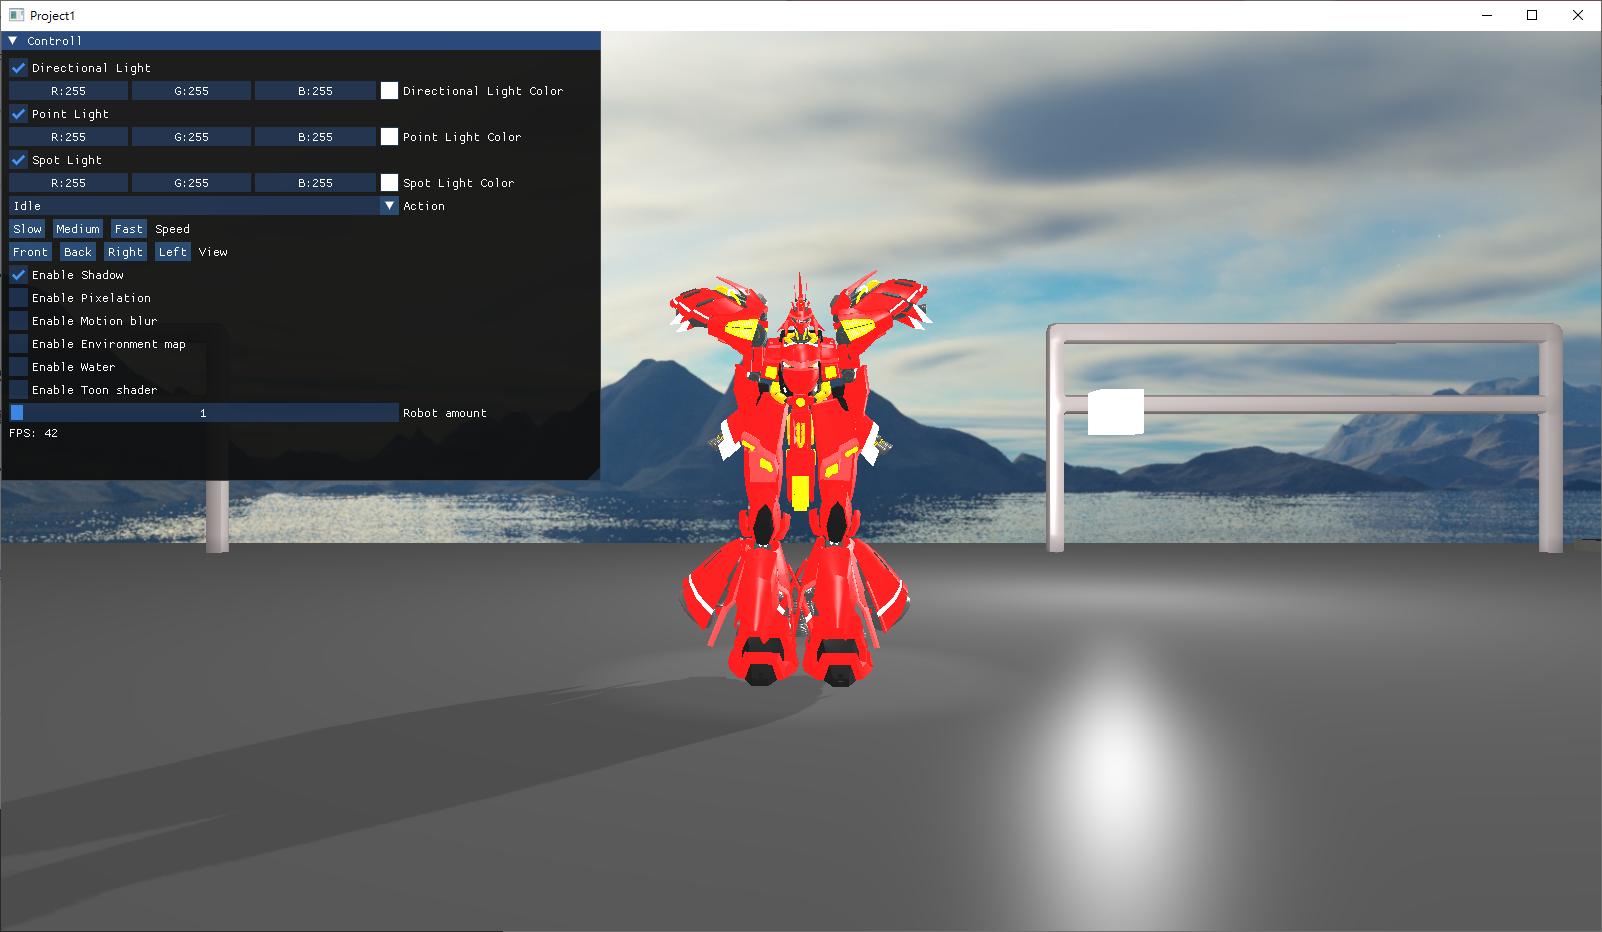 Project1
Controll
Directional Light
R:255 G:255 B:255 Directional Light Color
Point Light
R:255 G:255 B:255 Point Light Color
Spot Light
R:255 G:255 B:255 Spot Light Color
Idle Action
Slow Medium Fast Speed
Front Back Right Left View
Enable Shadow
Enable Pixelation
Enable Motion blur
Enable Environment map
Enable Water
Enable Toon shader
1 Robot amount
FPS: 42